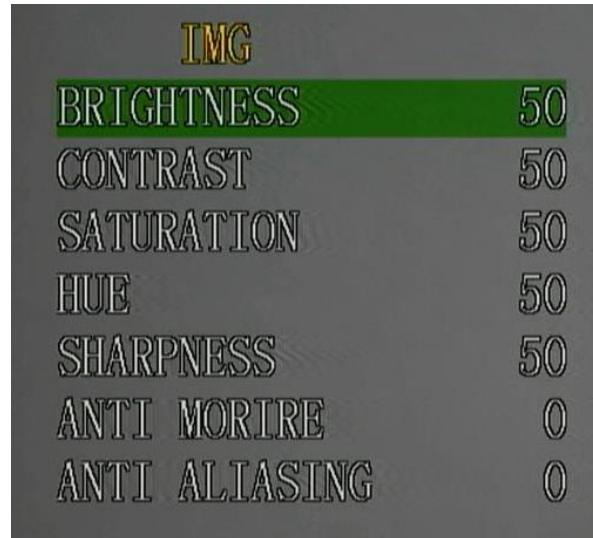 IMG
BRIGHTNESS 50
CONTRAST 50
SATURATION 50
HUE 50
SHARPNESS 50
ANTI MORIRE 0
ANTI ALIASING 0